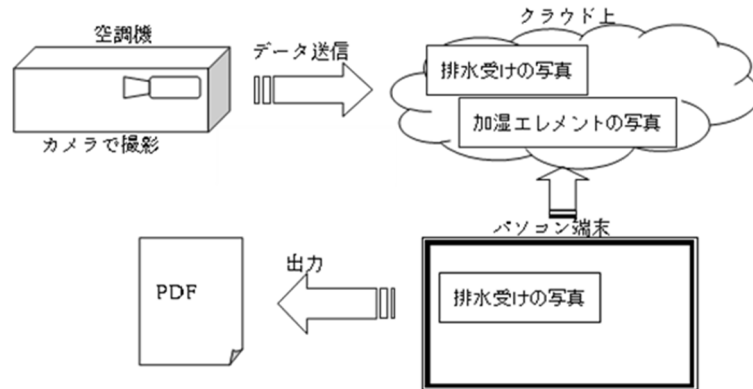 空調機
カメラで撮影
データ送信
クラウド上
排水受けの写真
加湿エレメントの写真
パソコン端末
排水受けの写真
出力
PDF